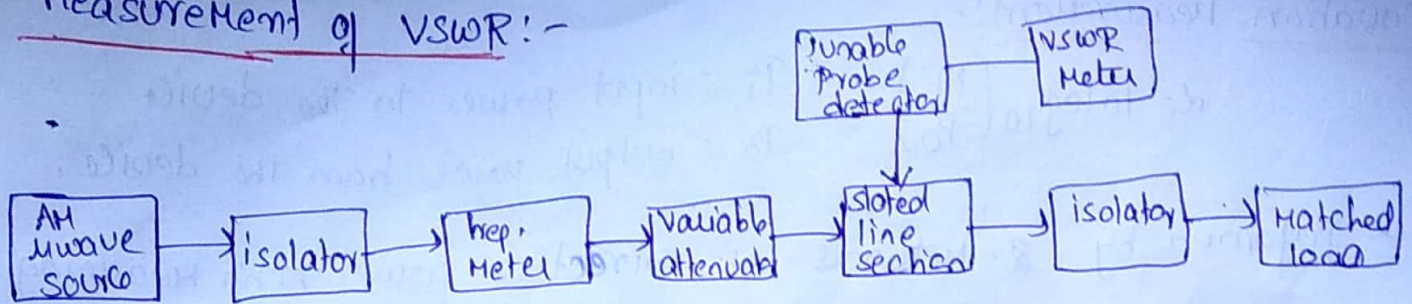 Measurement of VSWR:-
Tunable
Probe
detector
VSWR
Meter
AM
μwave
source
isolator
freq.
Meter
Variable
attenuator
sloted
line
section
isolator
Matched
load